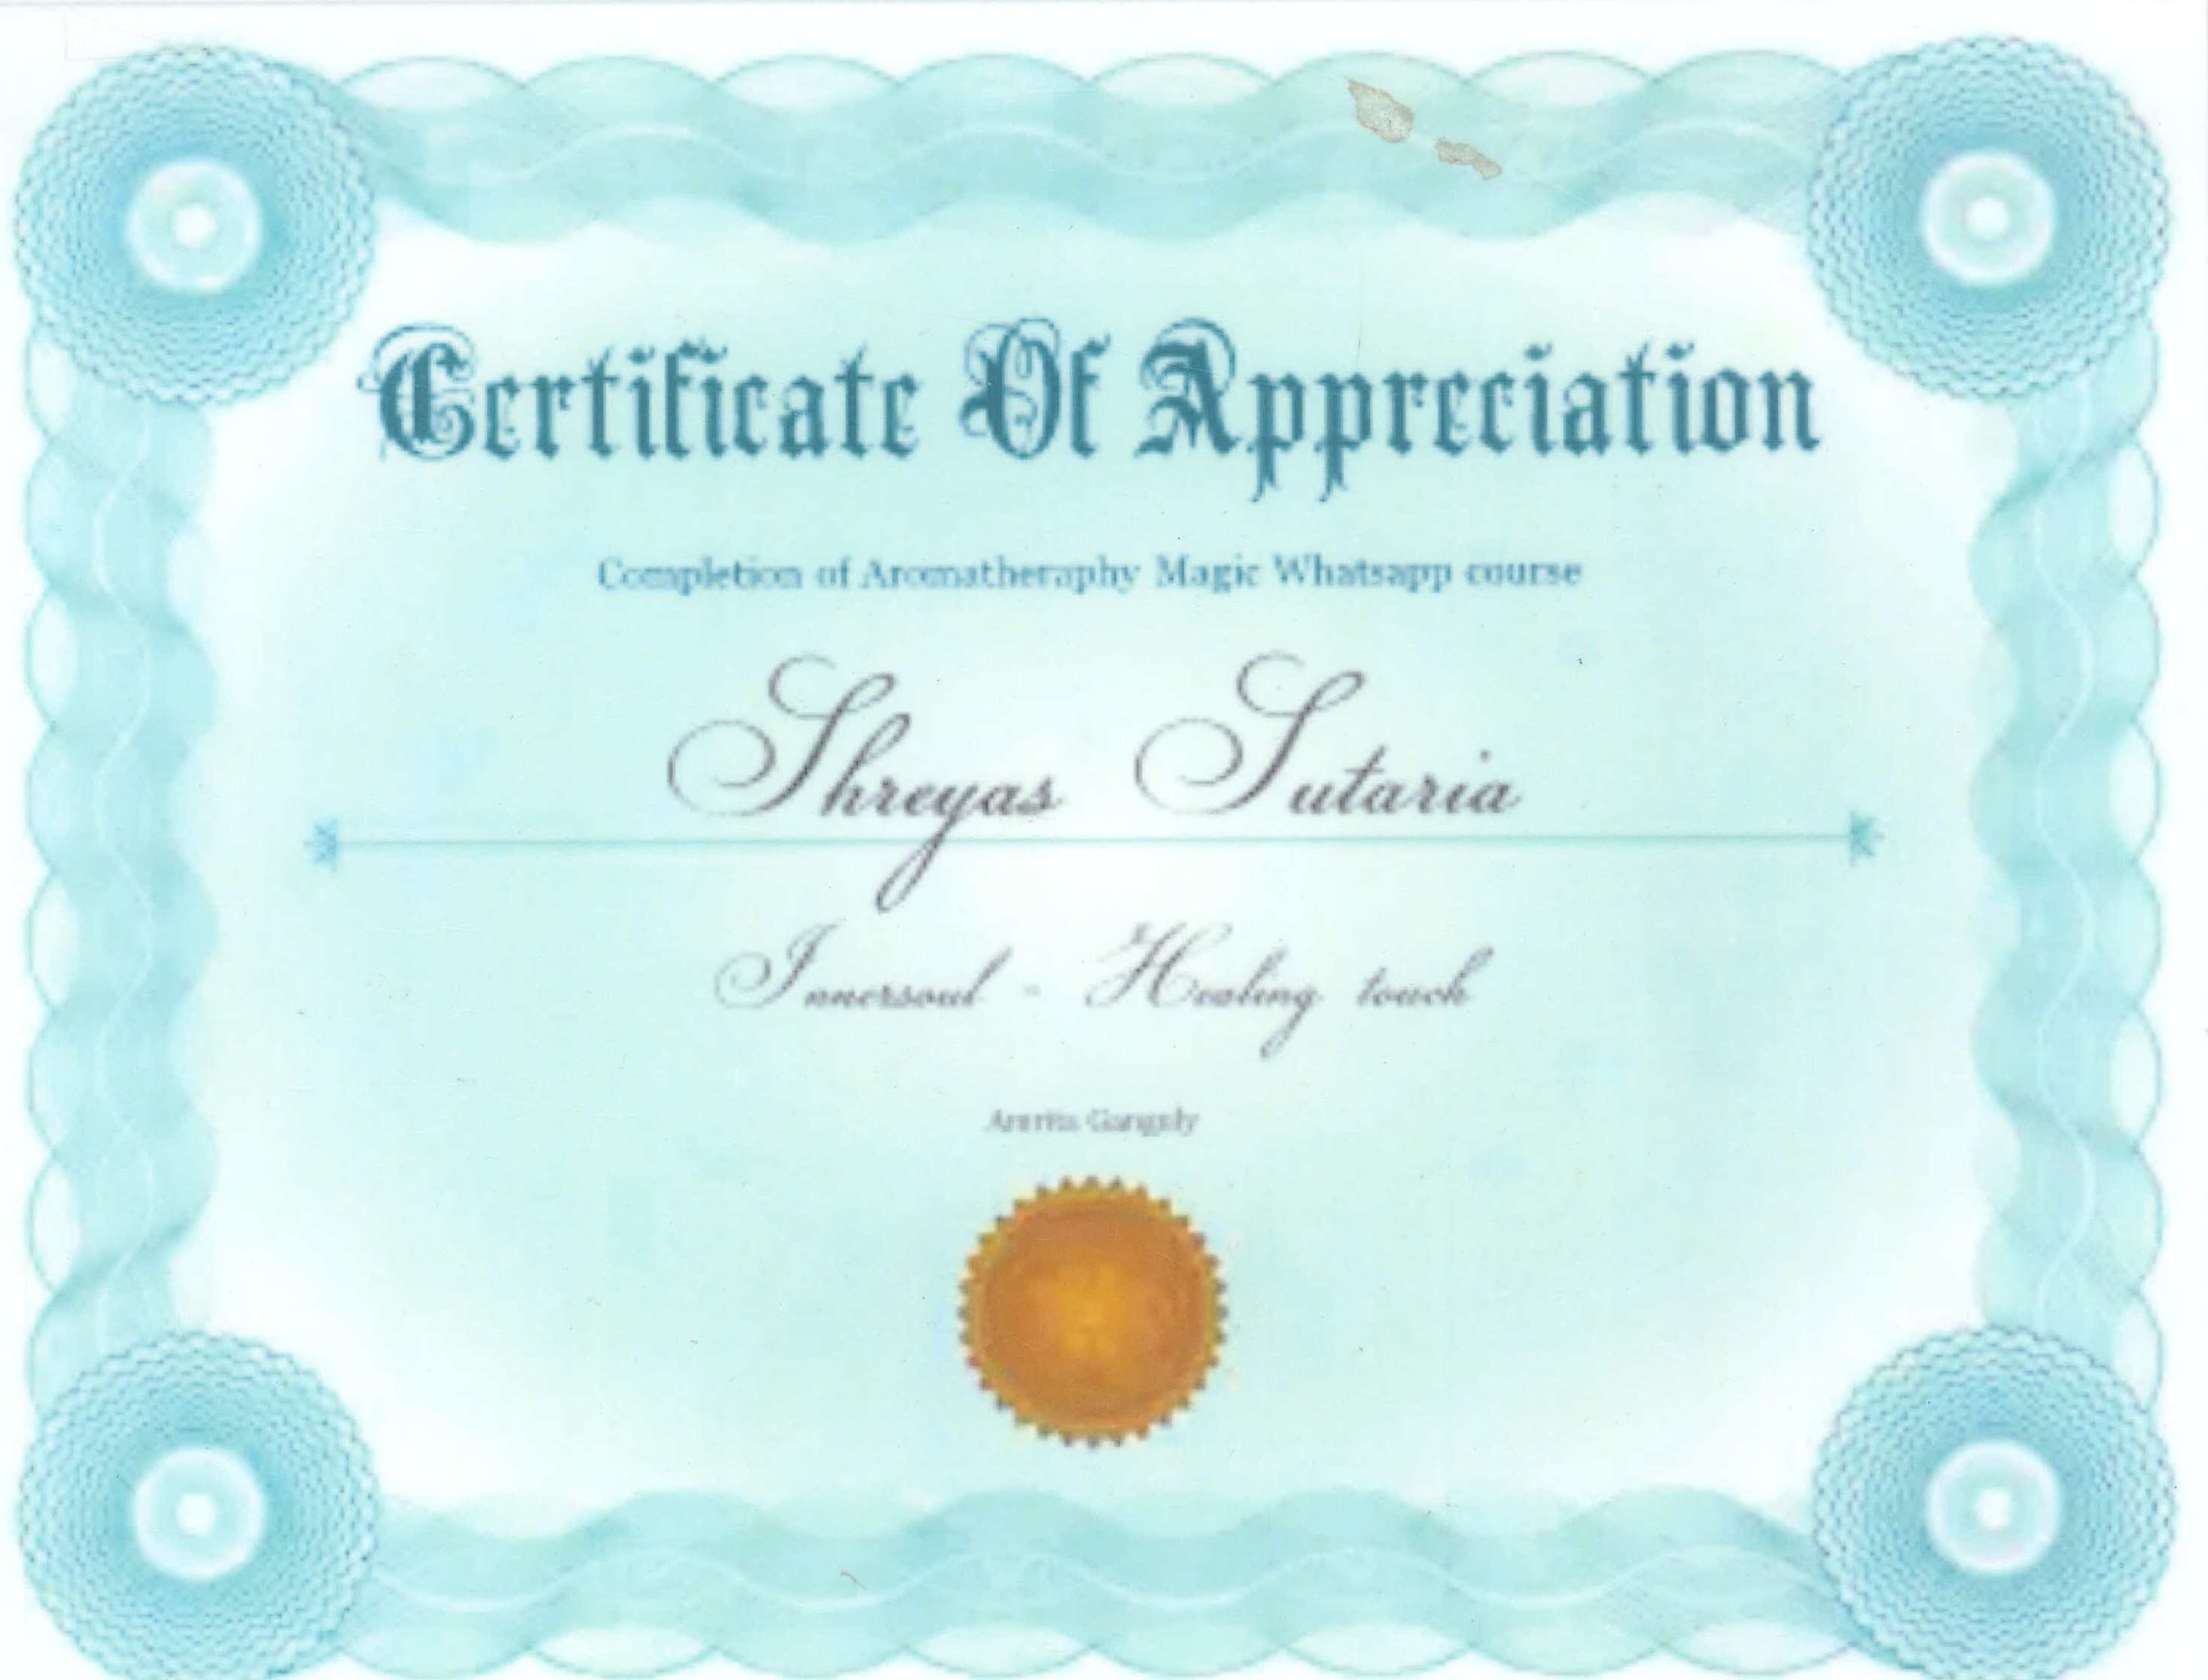 Certificate Of Appreciation
Completion of Aromatheraphy Magic Whatsapp course
Shreyas Sutaria
Innersoul - Healing touch
Amrita Ganguly